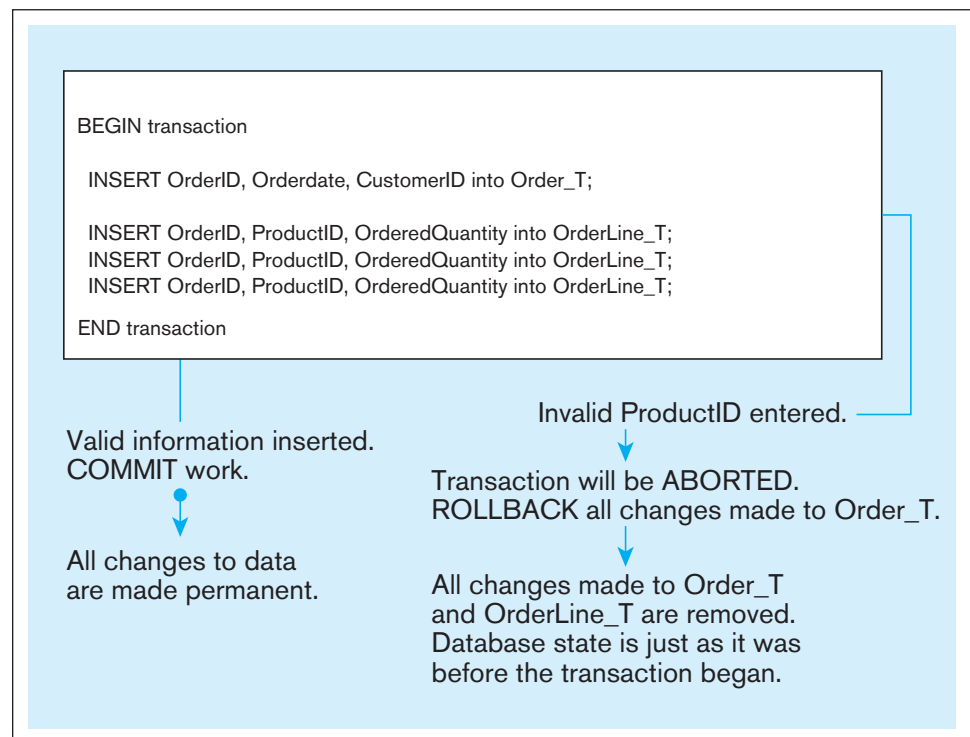 BEGIN transaction
INSERT OrderID, Orderdate, CustomerID into Order_T;
INSERT OrderID, ProductID, OrderedQuantity into OrderLine_T;
INSERT OrderID, ProductID, OrderedQuantity into OrderLine_T;
INSERT OrderID, ProductID, OrderedQuantity into OrderLine_T;
END transaction
Valid information inserted.
COMMIT work.
All changes to data
are made permanent.
Invalid ProductID entered.
Transaction will be ABORTED.
ROLLBACK all changes made to Order_T.
All changes made to Order_T
and OrderLine_T are removed.
Database state is just as it was
before the transaction began.